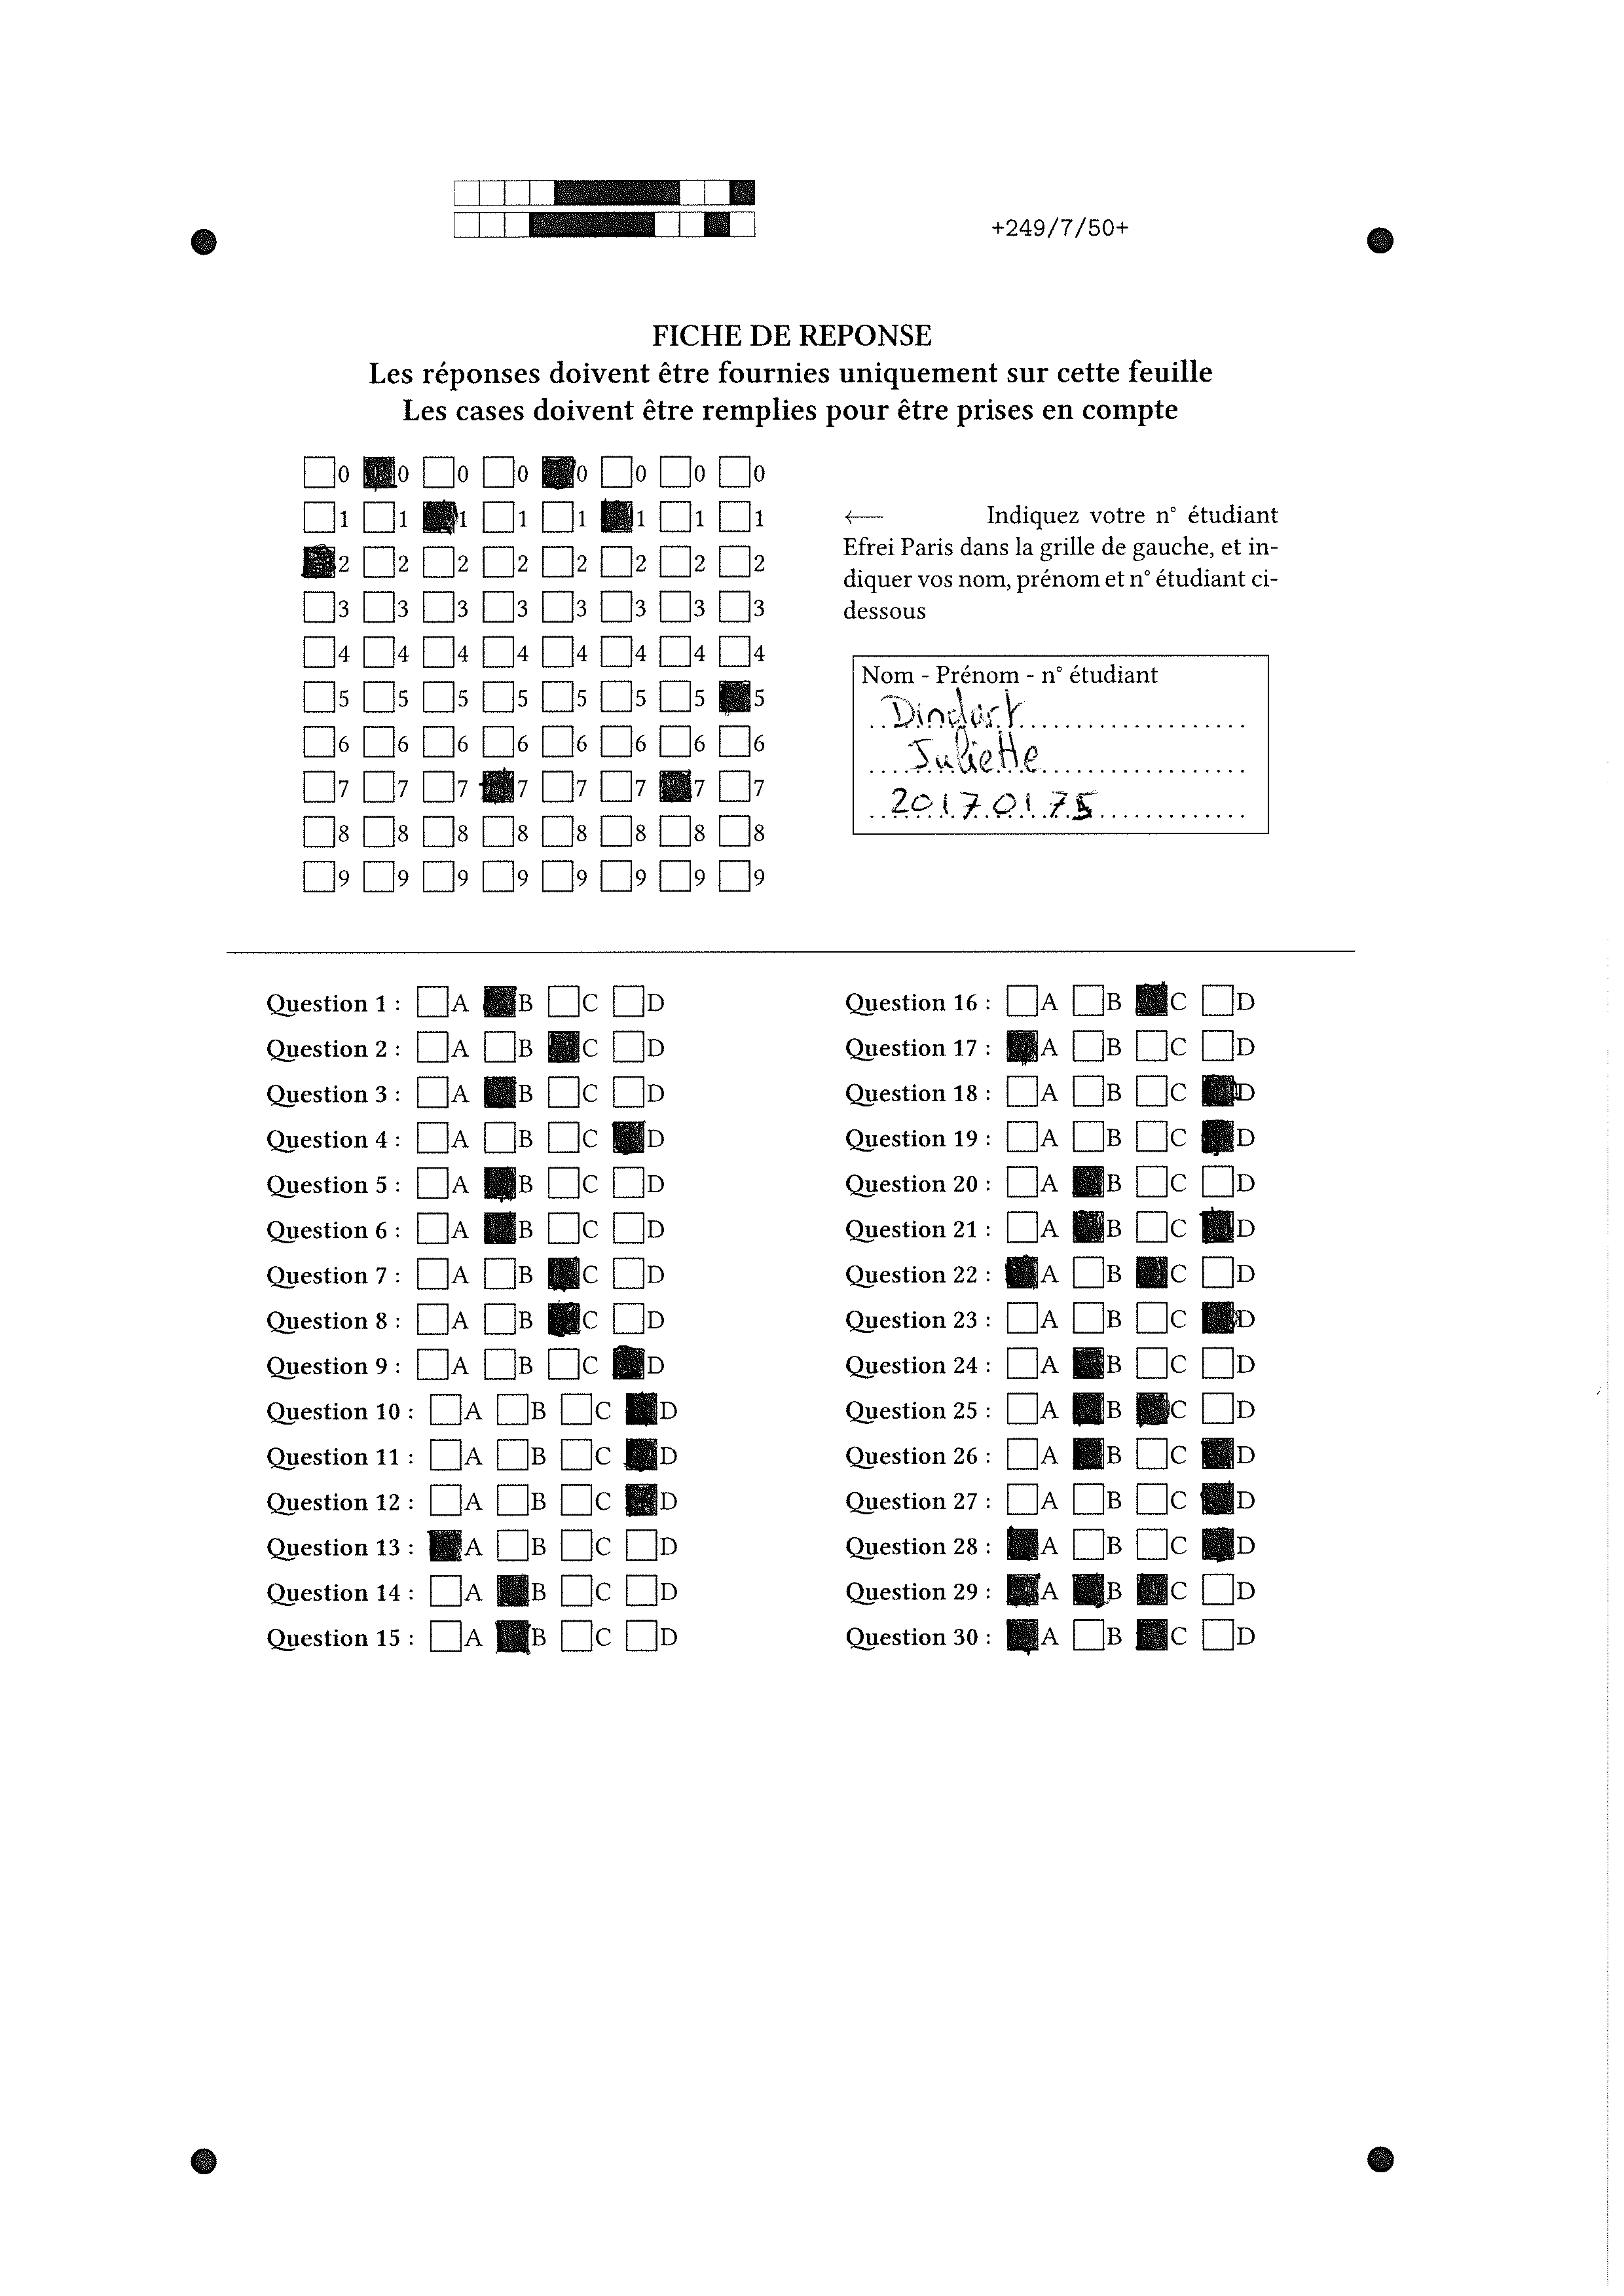 +249/7/50+
FICHE DE REPONSE
Les réponses doivent être fournies uniquement sur cette feuille
Les cases doivent être remplies pour être prises en compte
0 0 0 0 0 0 0 0
1 1 1 1 1 1 1 1
2 2 2 2 2 2 2 2
3 3 3 3 3 3 3 3
4 4 4 4 4 4 4 4
5 5 5 5 5 5 5 5
6 6 6 6 6 6 6 6
7 7 7 7 7 7 7 7
8 8 8 8 8 8 8 8
9 9 9 9 9 9 9 9
← Indiquez votre n° étudiant
Efrei Paris dans la grille de gauche, et in-
diquer vos nom, prénom et n° étudiant ci-
dessous
Nom - Prénom - n° étudiant
Dindart
Juliette
20170175
Question 1 : A B C D
Question 2 : A B C D
Question 3 : A B C D
Question 4 : A B C D
Question 5 : A B C D
Question 6 : A B C D
Question 7 : A B C D
Question 8 : A B C D
Question 9 : A B C D
Question 10 : A B C D
Question 11 : A B C D
Question 12 : A B C D
Question 13 : A B C D
Question 14 : A B C D
Question 15 : A B C D
Question 16 : A B C D
Question 17 : A B C D
Question 18 : A B C D
Question 19 : A B C D
Question 20 : A B C D
Question 21 : A B C D
Question 22 : A B C D
Question 23 : A B C D
Question 24 : A B C D
Question 25 : A B C D
Question 26 : A B C D
Question 27 : A B C D
Question 28 : A B C D
Question 29 : A B C D
Question 30 : A B C D